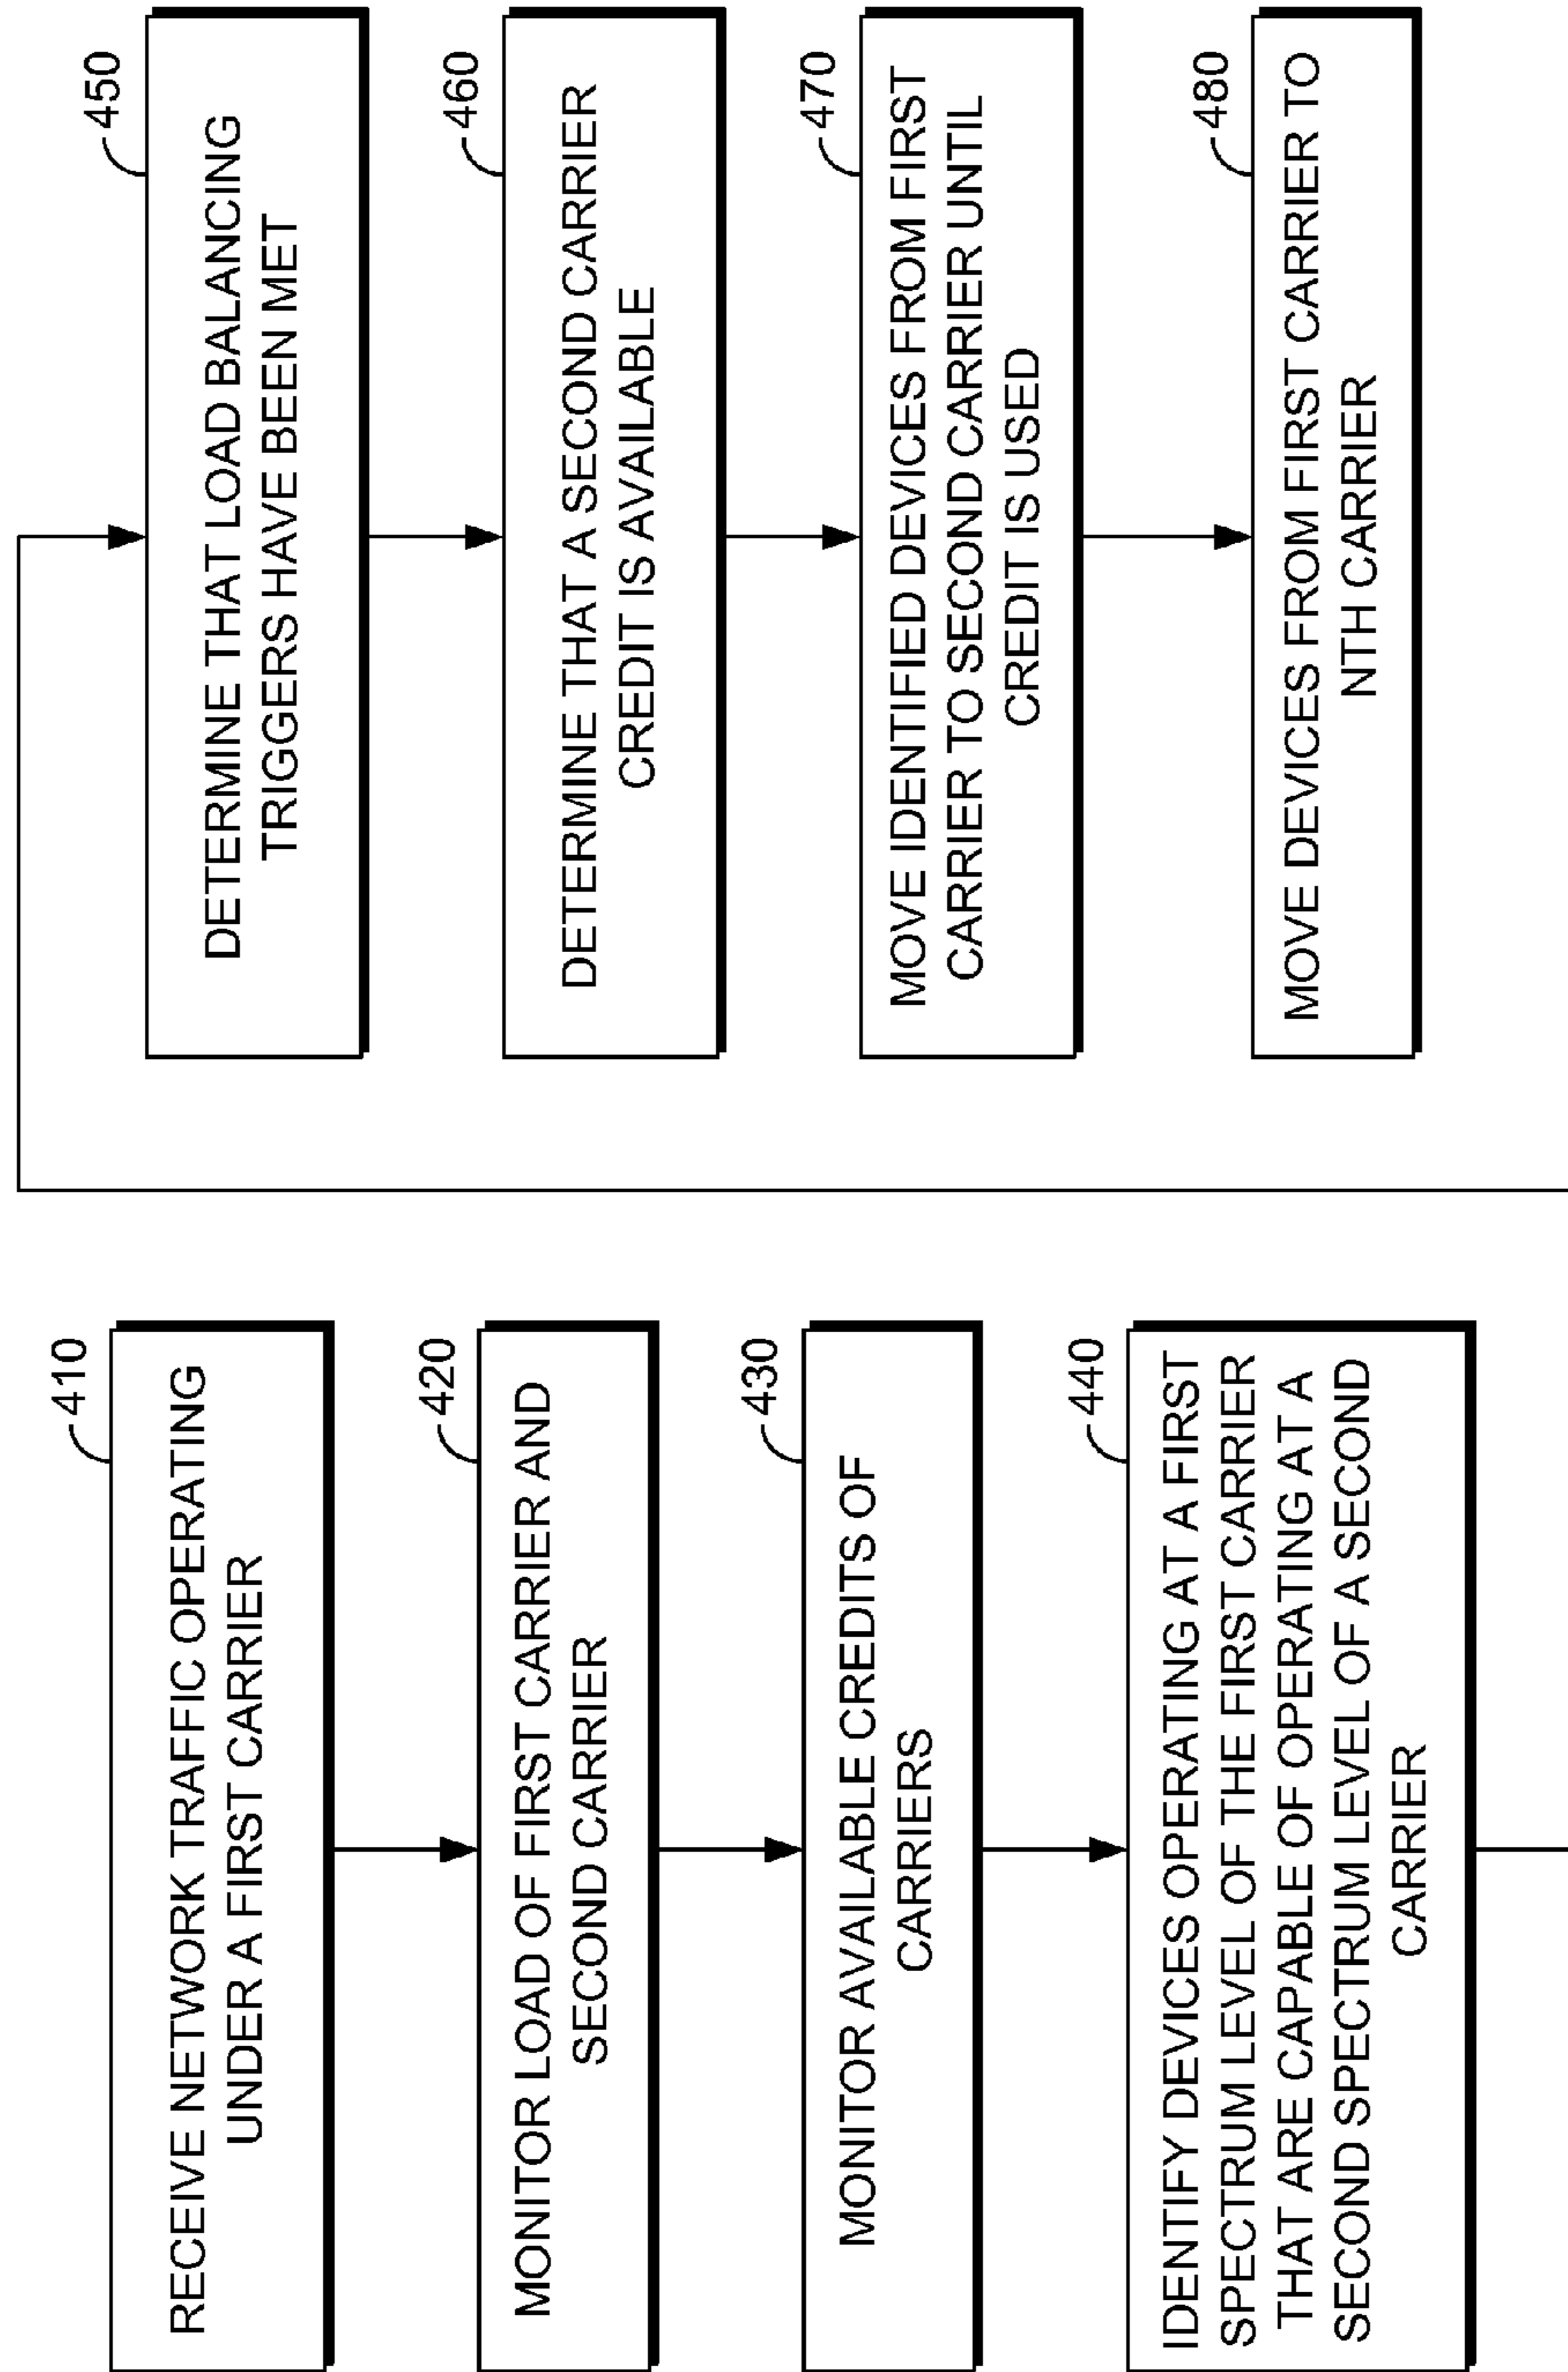 410
RECEIVE NETWORK TRAFFIC OPERATING
UNDER A FIRST CARRIER
420
MONITOR LOAD OF FIRST CARRIER AND
SECOND CARRIER
430
MONITOR AVAILABLE CREDITS OF
CARRIERS
440
IDENTIFY DEVICES OPERATING AT A FIRST
SPECTRUM LEVEL OF THE FIRST CARRIER
THAT ARE CAPABLE OF OPERATING AT A
SECOND SPECTRUM LEVEL OF A SECOND
CARRIER
450
DETERMINE THAT LOAD BALANCING
TRIGGERS HAVE BEEN MET
460
DETERMINE THAT A SECOND CARRIER
CREDIT IS AVAILABLE
470
MOVE IDENTIFIED DEVICES FROM FIRST
CARRIER TO SECOND CARRIER UNTIL
CREDIT IS USED
480
MOVE DEVICES FROM FIRST CARRIER TO
NTH CARRIER